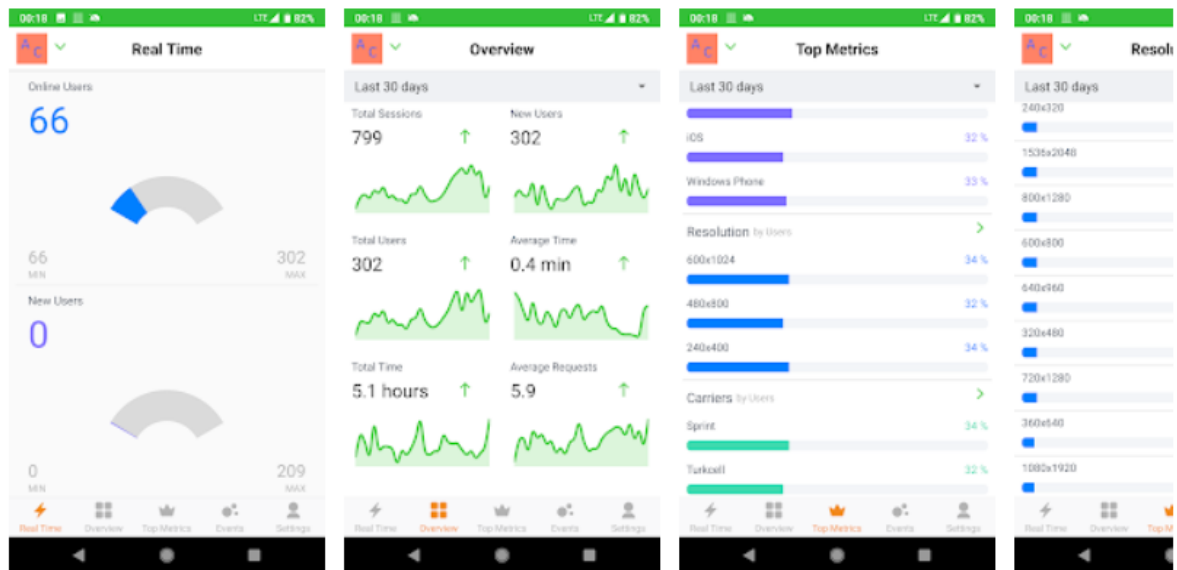 00:18 LTE 82%
A C
Real Time
Online Users
66
66 302
MIN MAX
New Users
0
0 209
MIN MAX
Real Time Overview Top Metrics Events Settings
00:18 LTE 82%
A C
Overview
Last 30 days
Total Sessions New Users
799 302
Total Users Average Time
302 0.4 min
Total Time Average Requests
5.1 hours 5.9
Real Time Overview Top Metrics Events Settings
00:18 LTE 82%
A C
Top Metrics
Last 30 days
iOS 32 %
Windows Phone 33 %
Resolution by Users
600x1024 34 %
480x800 32 %
240x400 34 %
Carriers by Users
Sprint 34 %
Turkcell 32 %
Real Time Overview Top Metrics Events Settings
00:18
A C
Resol
Last 30 days
240x320
1536x2048
800x1280
600x800
640x960
320x480
720x1280
360x640
1080x1920
Real Time Overview Top M